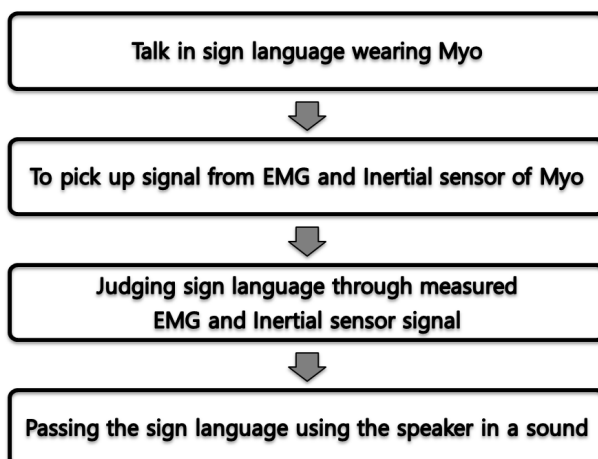 Talk in sign language wearing Myo
To pick up signal from EMG and Inertial sensor of Myo
Judging sign language through measured
EMG and Inertial sensor signal
Passing the sign language using the speaker in a sound